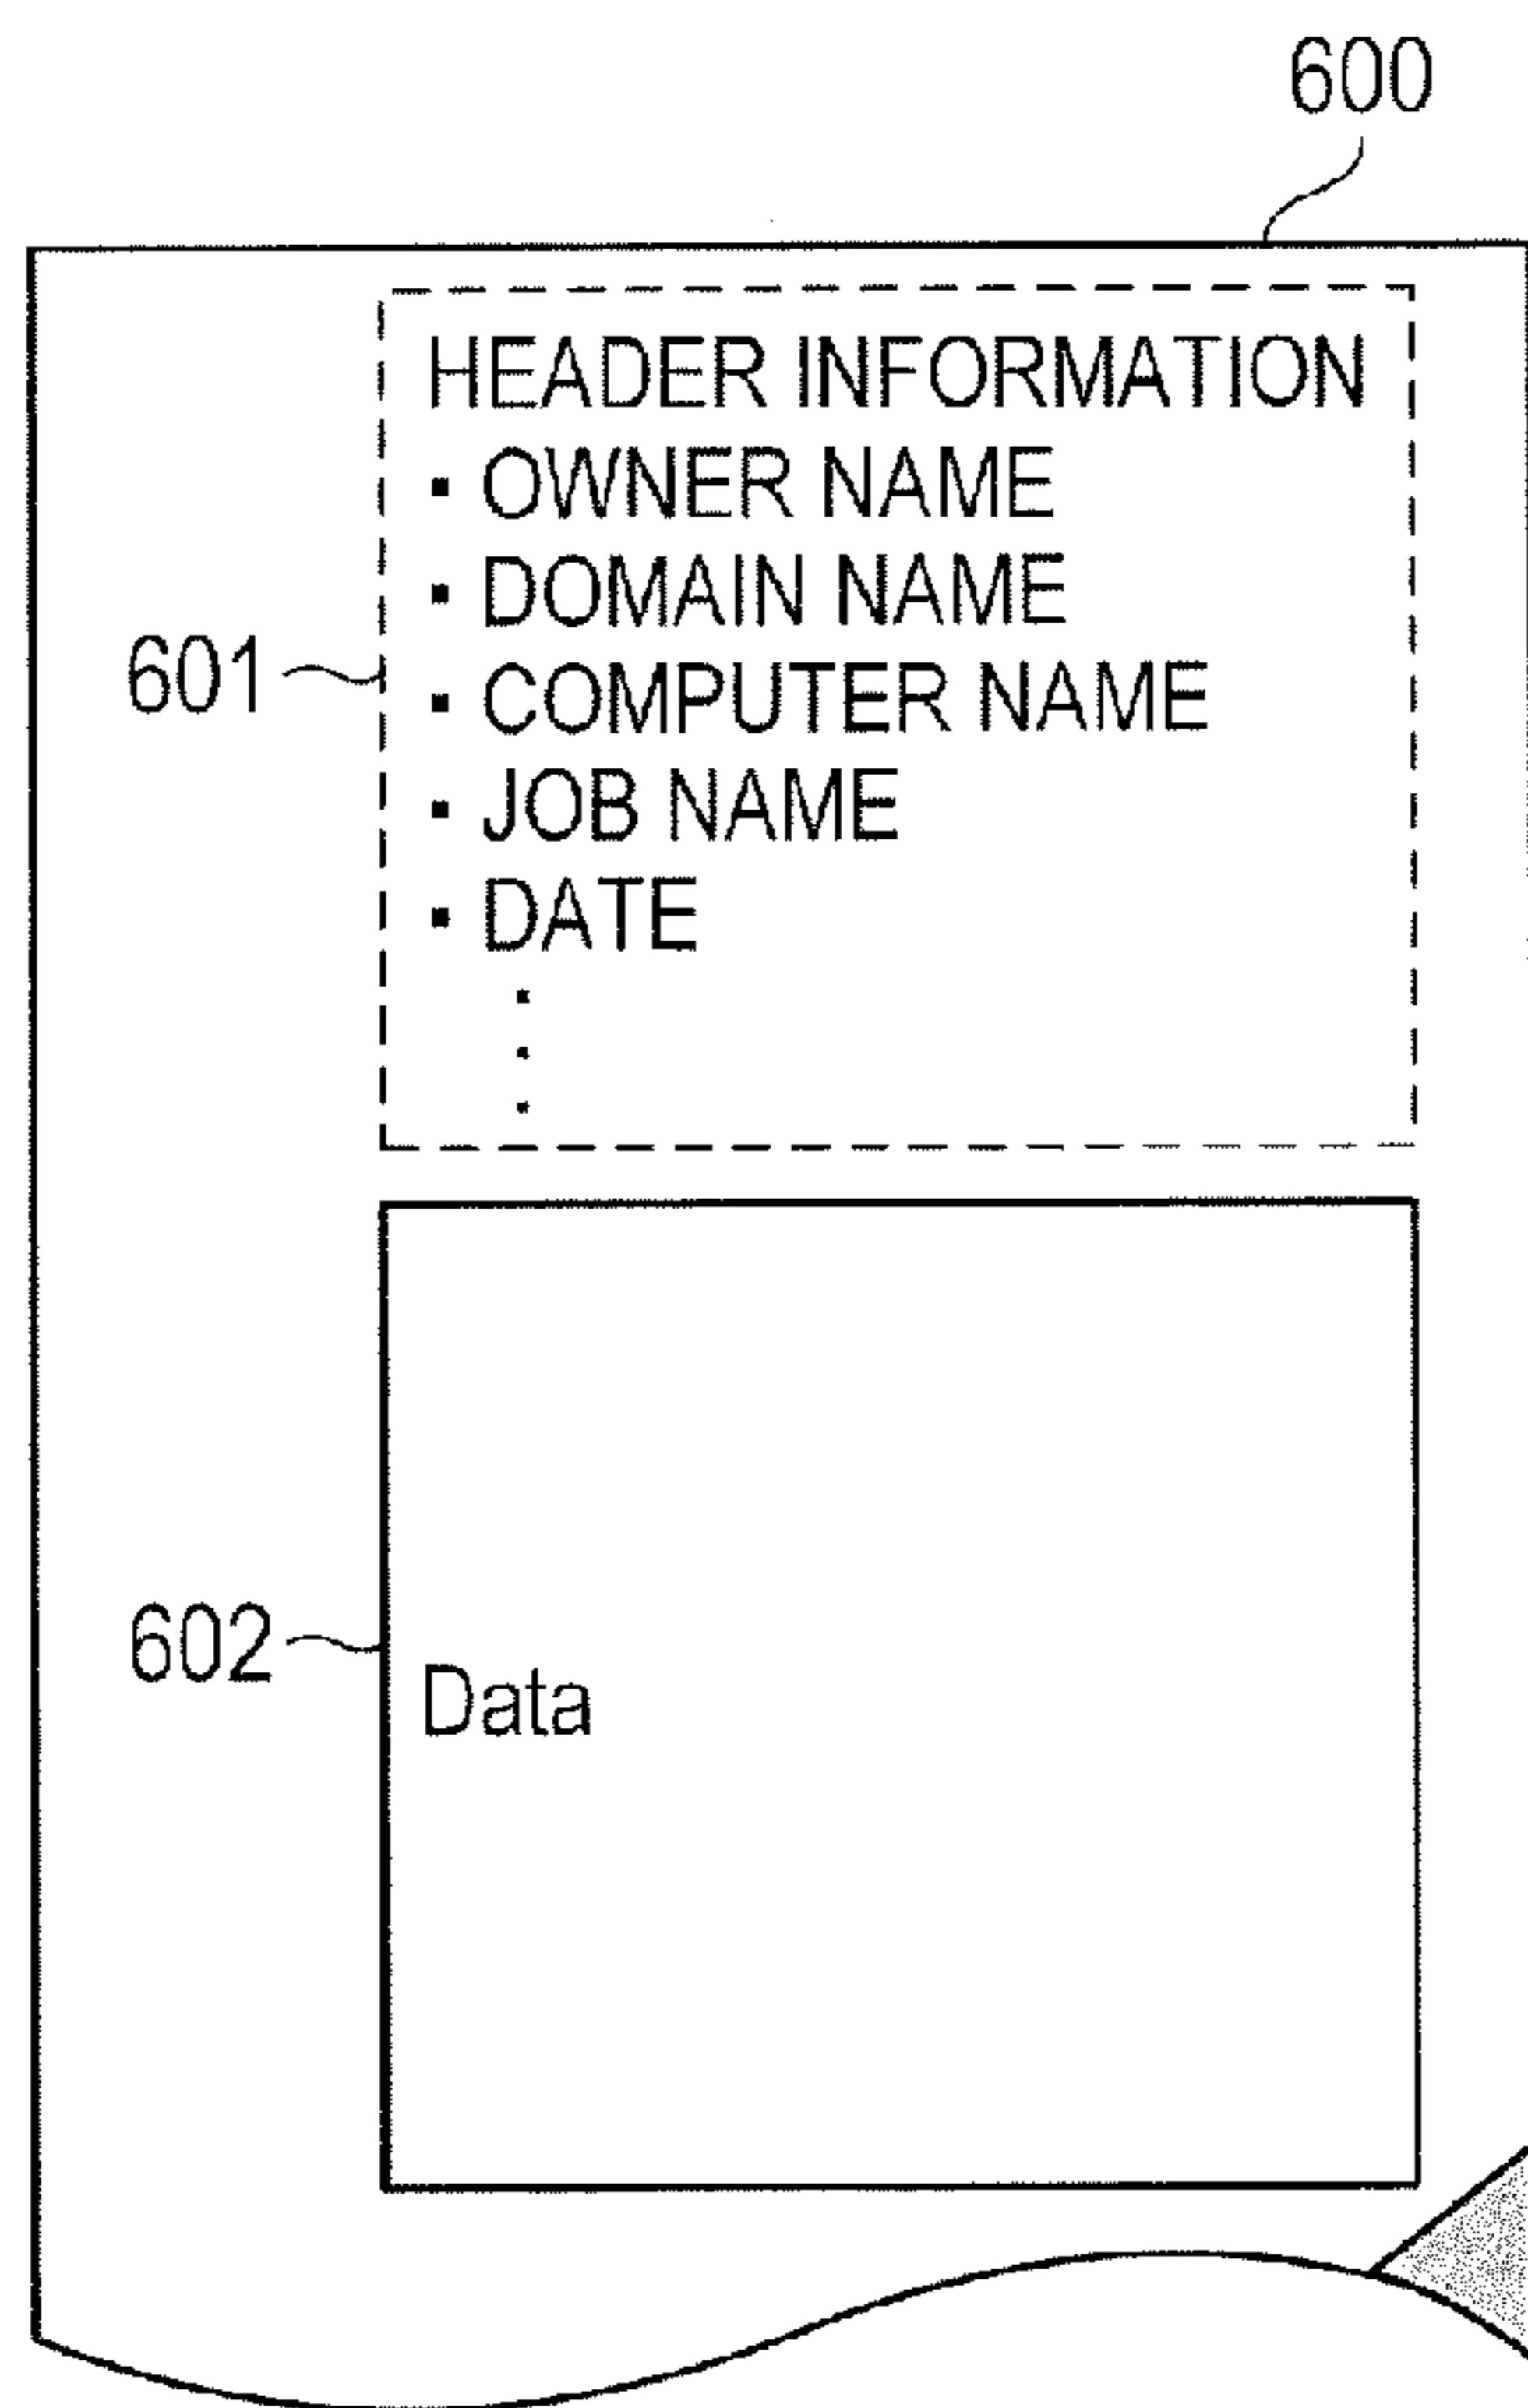 600
HEADER INFORMATION
▪ OWNER NAME
▪ DOMAIN NAME
601
▪ COMPUTER NAME
▪ JOB NAME
▪ DATE
602
Data